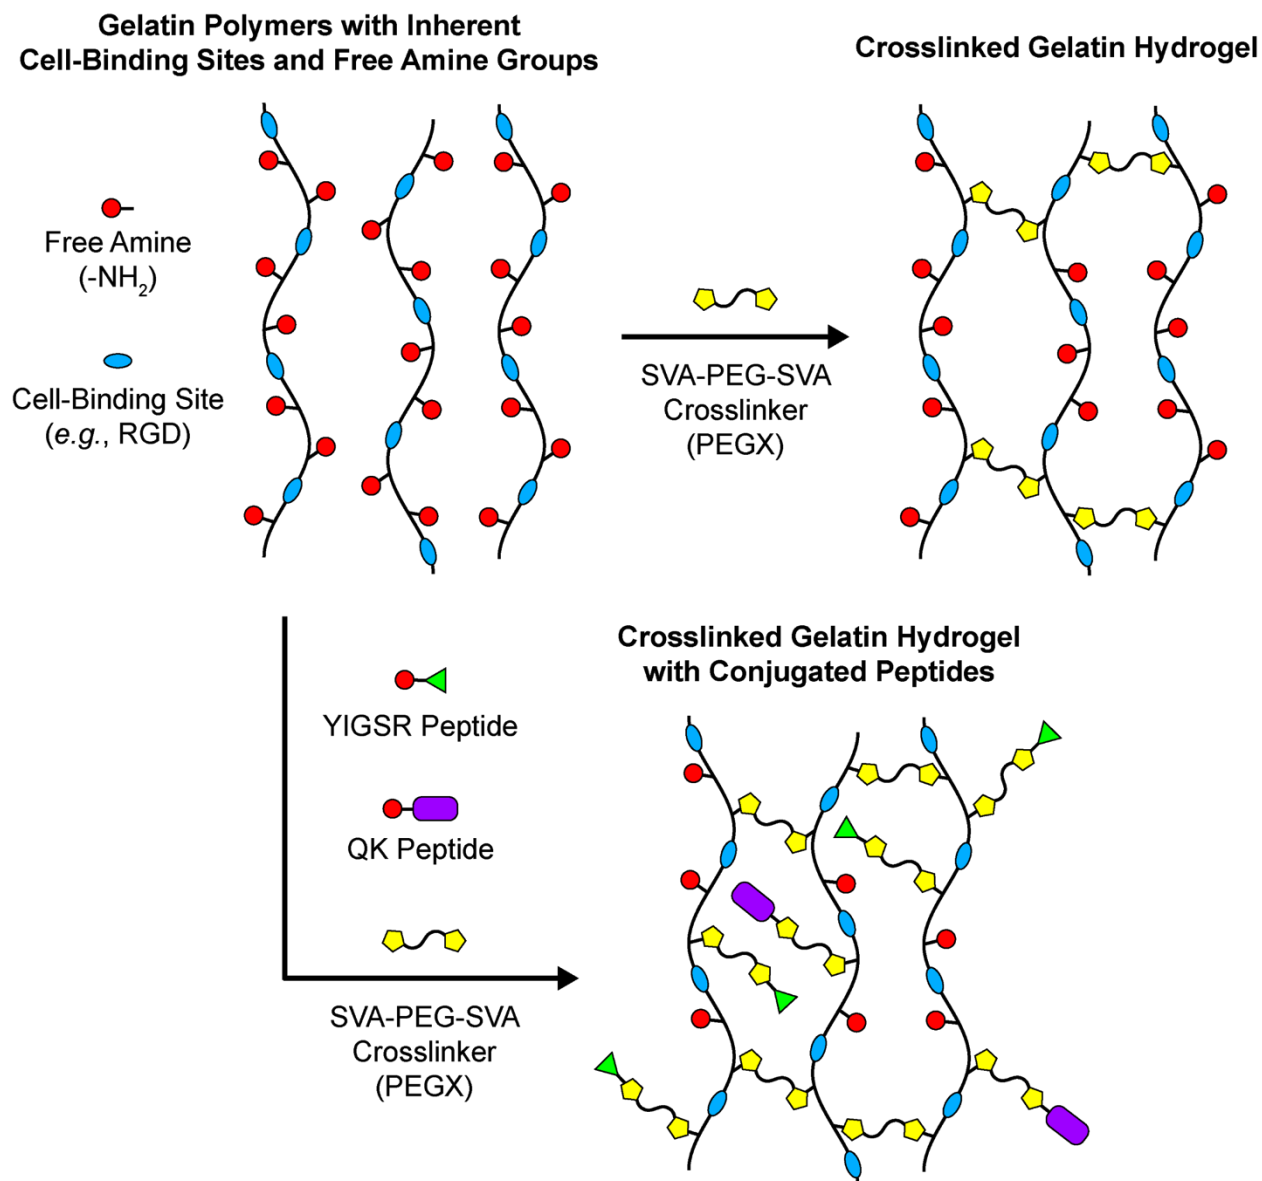 Gelatin Polymers with Inherent
Cell-Binding Sites and Free Amine Groups
Crosslinked Gelatin Hydrogel
Free Amine
(-NH₂)
Cell-Binding Site
(e.g., RGD)
SVA-PEG-SVA
Crosslinker
(PEGX)
Crosslinked Gelatin Hydrogel
with Conjugated Peptides
YIGSR Peptide
QK Peptide
SVA-PEG-SVA
Crosslinker
(PEGX)